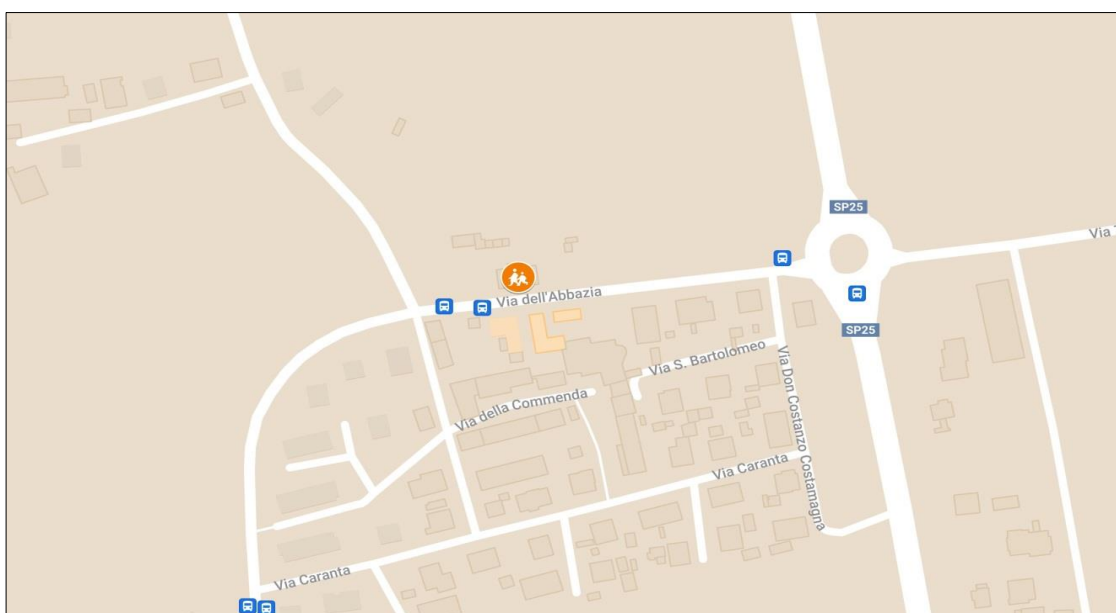 SP25
Via
Via dell'Abbazia
SP25
Via S. Bartolomeo
Via Don Costanzo Costamagna
Via della Commenda
Via Caranta
Via Caranta